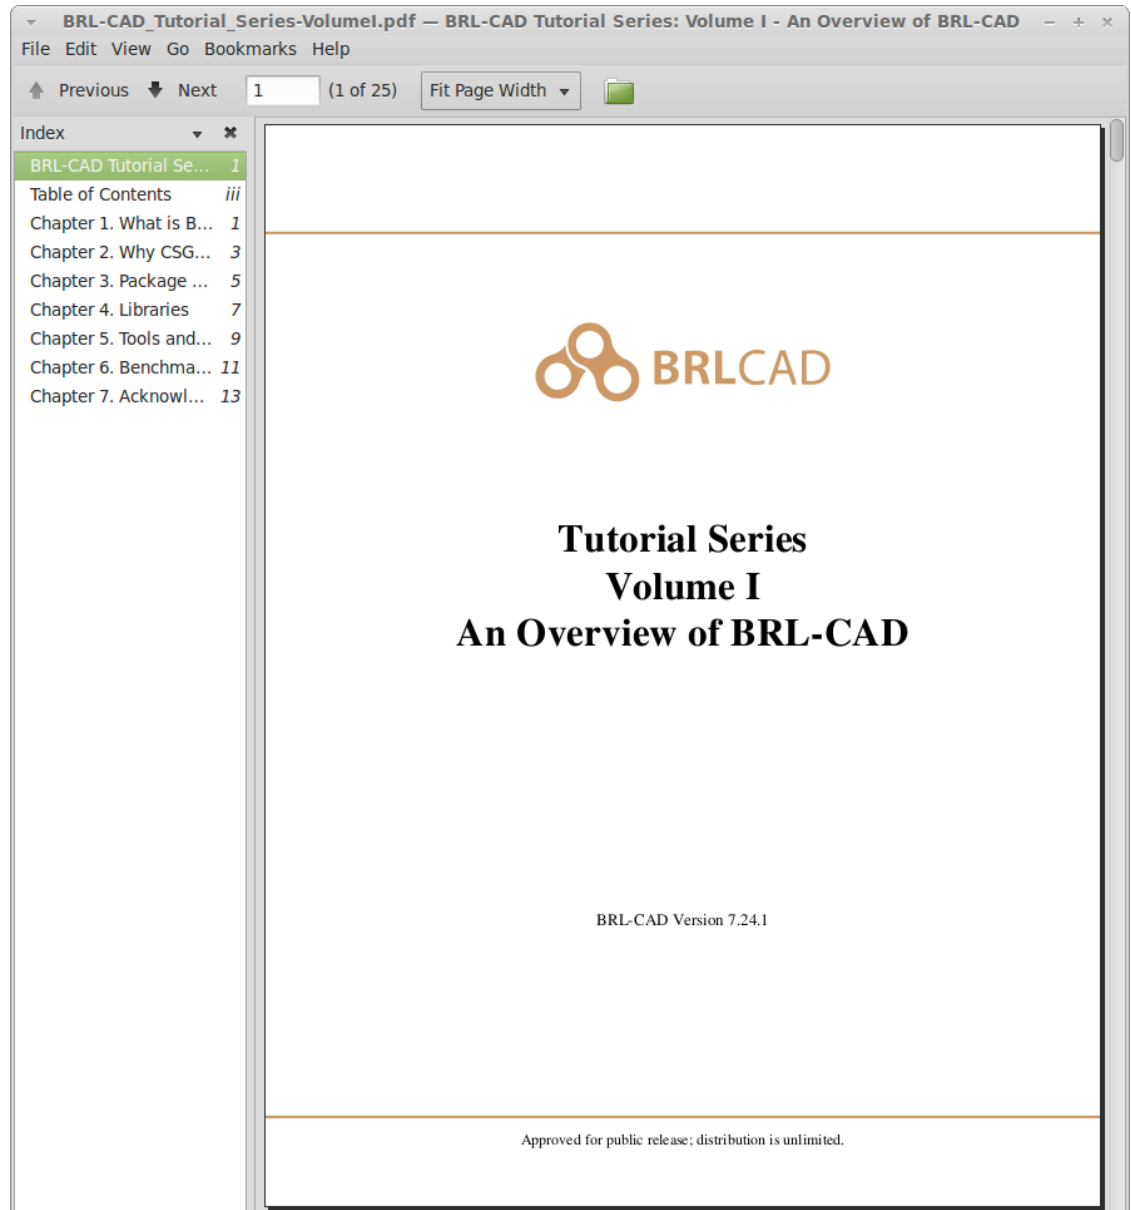 BRL-CAD_Tutorial_Series-VolumeI.pdf — BRL-CAD Tutorial Series: Volume I - An Overview of BRL-CAD
File Edit View Go Bookmarks Help
Previous Next 1 (1 of 25) Fit Page Width
Index
BRL-CAD Tutorial Se... 1
Table of Contents iii
Chapter 1. What is B... 1
Chapter 2. Why CSG... 3
Chapter 3. Package ... 5
Chapter 4. Libraries 7
Chapter 5. Tools and... 9
Chapter 6. Benchma... 11
Chapter 7. Acknowl... 13
BRLCAD
Tutorial Series
Volume I
An Overview of BRL-CAD
BRL-CAD Version 7.24.1
Approved for public release; distribution is unlimited.